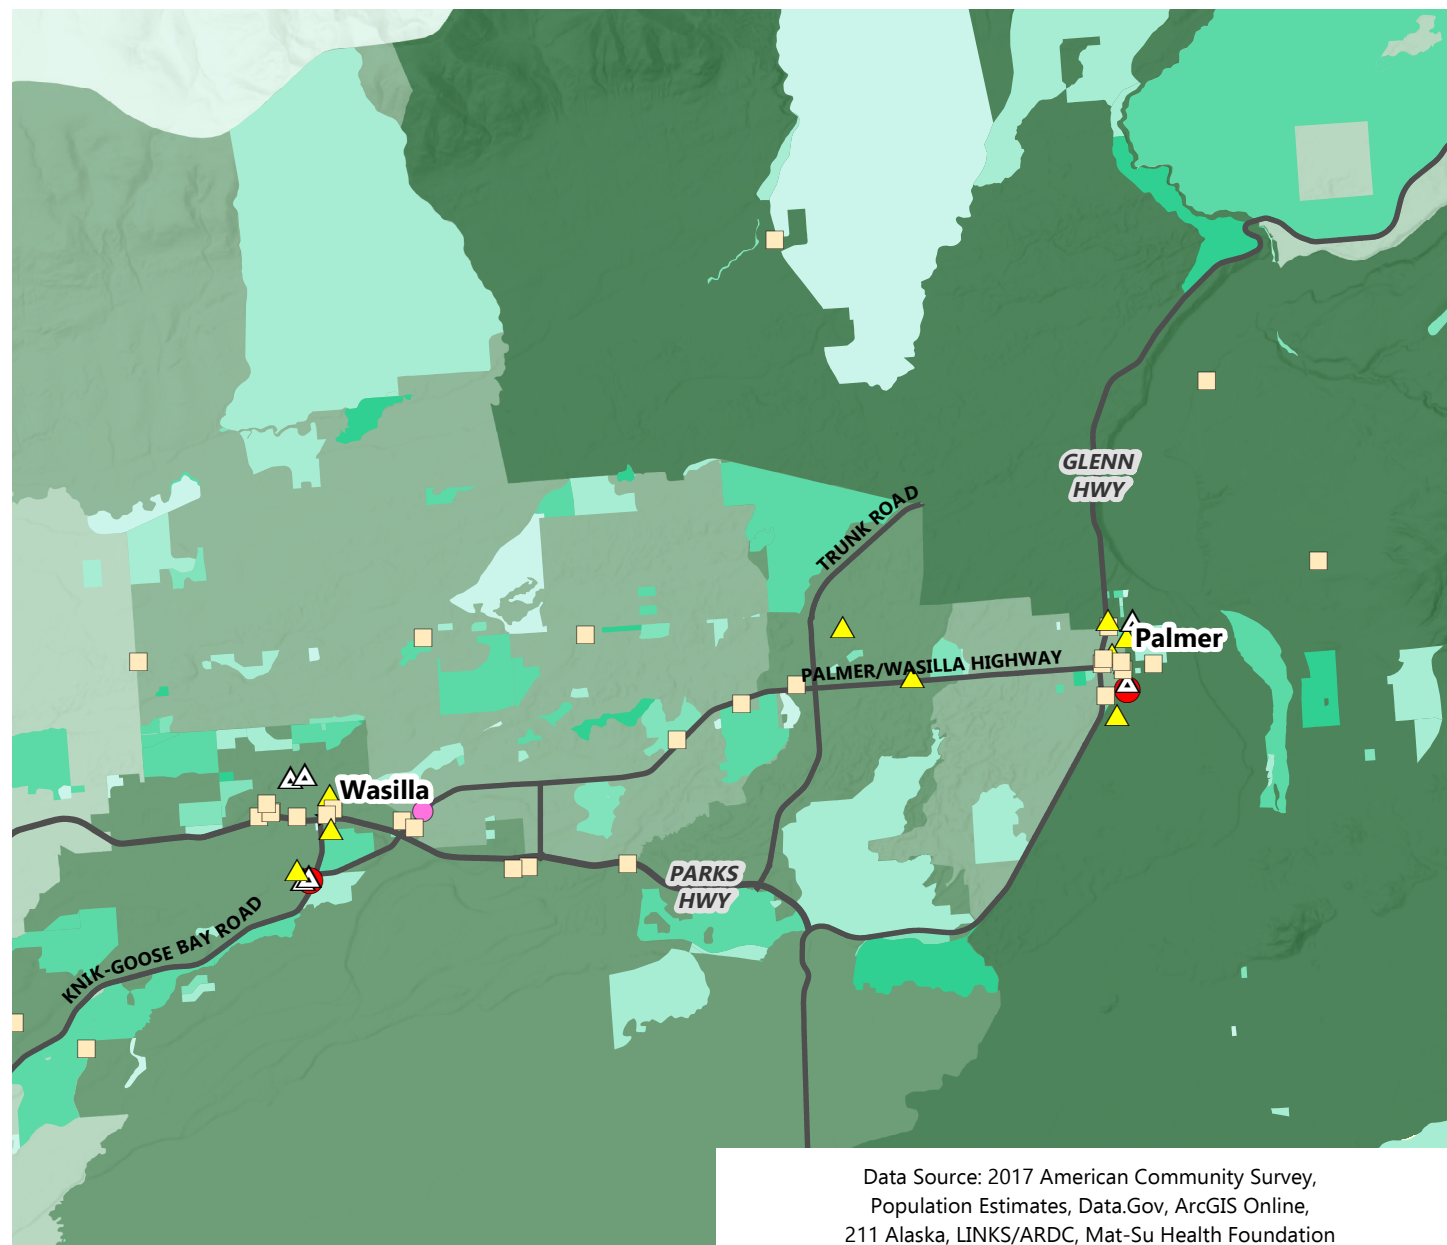 GLENN
HWY
TRUNK ROAD
Palmer
PALMER/WASILLA HIGHWAY
Wasilla
PARKS
HWY
KNIK-GOOSE BAY ROAD
Data Source: 2017 American Community Survey,
Population Estimates, Data.Gov, ArcGIS Online,
211 Alaska, LINKS/ARDC, Mat-Su Health Foundation